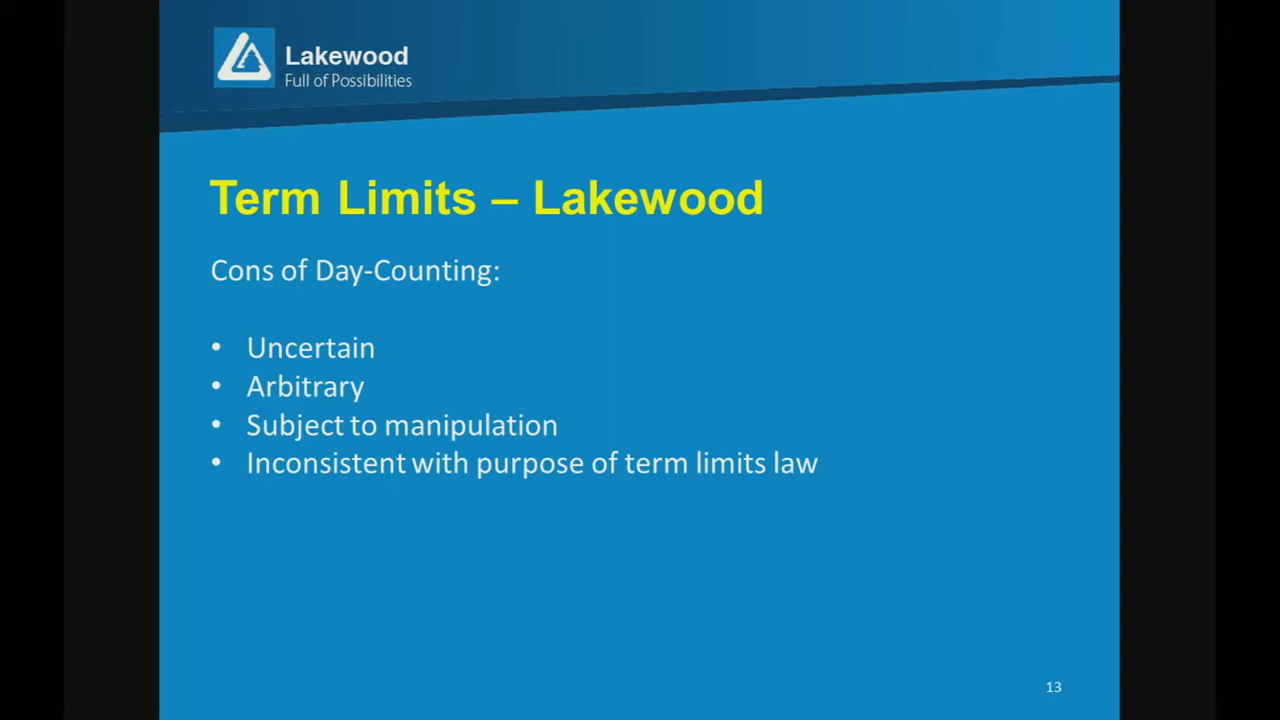 Lakewood
Full of Possibilities
Term Limits – Lakewood
Cons of Day-Counting:
• Uncertain
• Arbitrary
• Subject to manipulation
• Inconsistent with purpose of term limits law
13